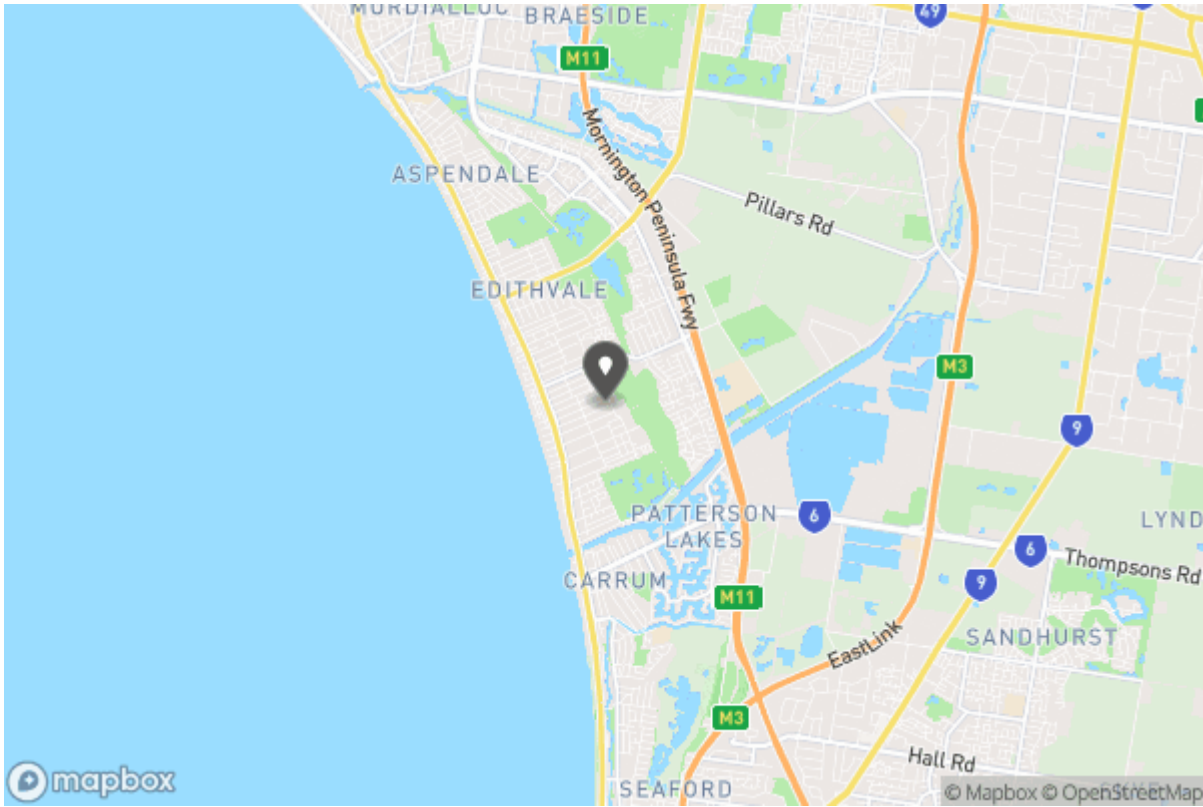 MORDIALLOC
BRAESIDE
49
M11
Mornington Peninsula Fwy
ASPENDALE
Pillars Rd
EDITHVALE
M3
9
PATTERSON
LAKES
6
LYND
6
Thompsons Rd
CARRUM
9
M11
SANDHURST
EastLink
M3
Hall Rd
SEAFORD
mapbox
© Mapbox © OpenStreetMap